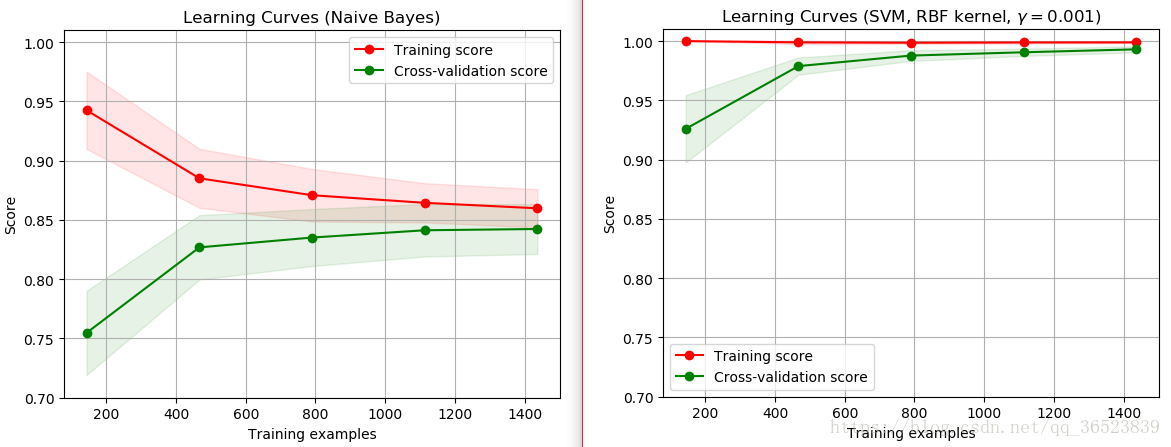 Learning Curves (Naive Bayes)
1.00
0.95
0.90
0.85
0.80
0.75
0.70
Score
Training score
Cross-validation score
200 400 600 800 1000 1200 1400
Training examples
Learning Curves (SVM, RBF kernel, γ = 0.001)
1.00
0.95
0.90
0.85
0.80
0.75
0.70
Score
Training score
Cross-validation score
200 400 600 800 1000 1200 1400
Training examples
https://blog.csdn.net/qq_36523839